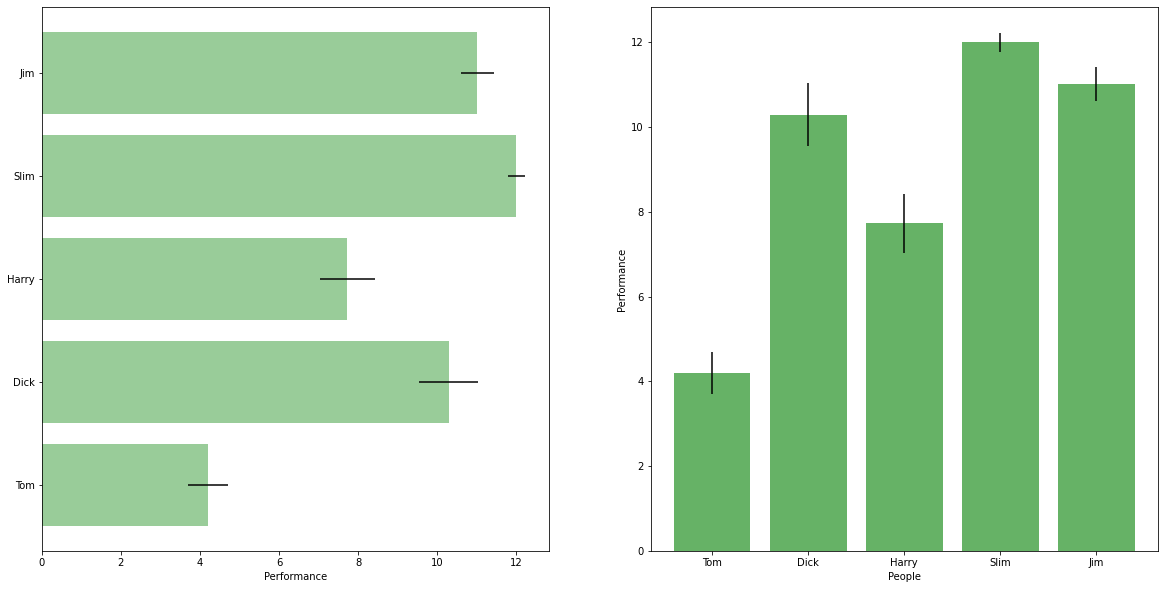 Jim
Slim
Harry
Dick
Tom
0 2 4 6 8 10 12
Performance
12
10
8
6
4
2
0
Performance
Tom Dick Harry Slim Jim
People